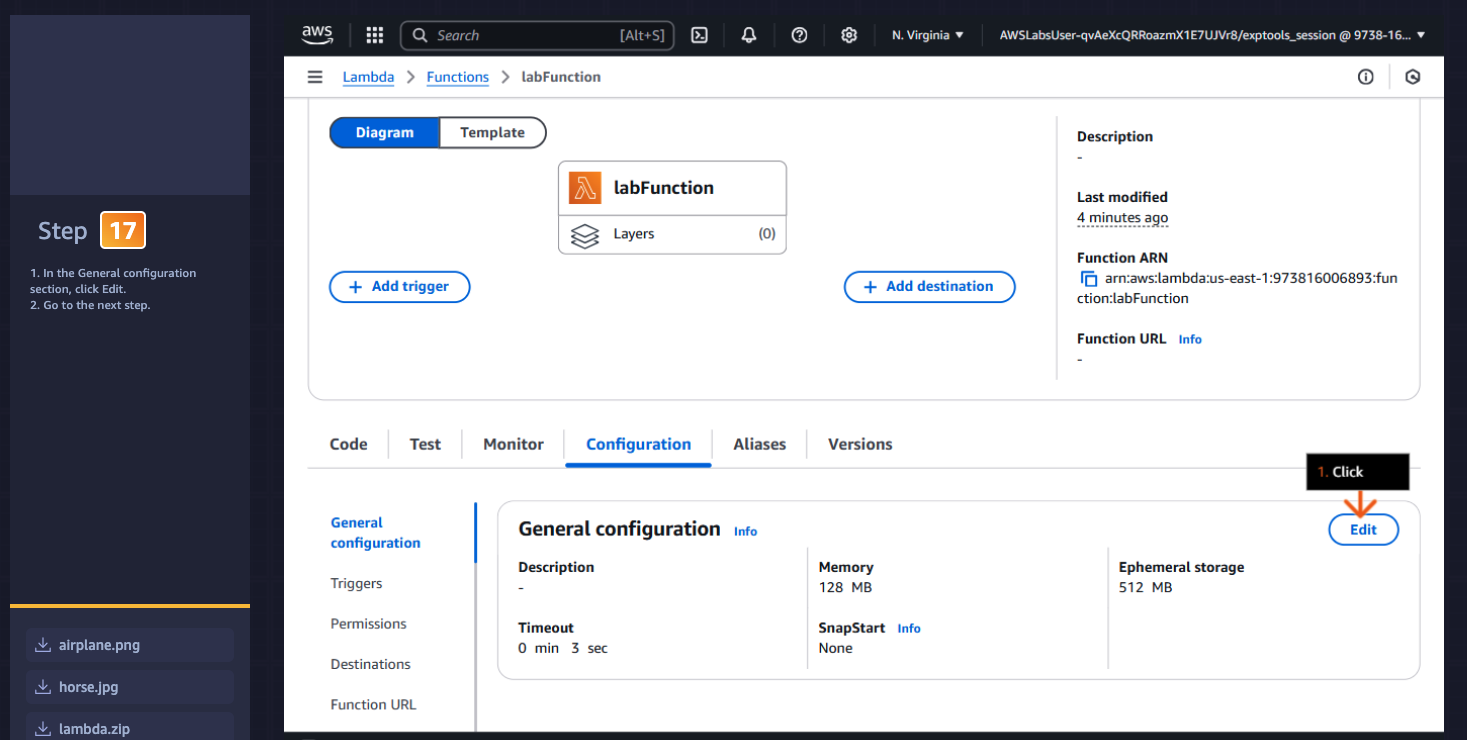 Step 17
1. In the General configuration
section, click Edit.
2. Go to the next step.
airplane.png
horse.jpg
lambda.zip
aws
Search
[Alt+S]
N. Virginia
AWSLabsUser-qvAeXcQRRoazmX1E7UJVr8/exptools_session @ 9738-16...
Lambda
Functions
labFunction
Diagram
Template
labFunction
Layers
(0)
+ Add trigger
+ Add destination
Description
-
Last modified
4 minutes ago
Function ARN
arn:aws:lambda:us-east-1:973816006893:fun
ction:labFunction
Function URL Info
-
Code
Test
Monitor
Configuration
Aliases
Versions
1. Click
General
configuration
Triggers
Permissions
Destinations
Function URL
General configuration Info
Edit
Description
-
Memory
128 MB
Ephemeral storage
512 MB
Timeout
0 min 3 sec
SnapStart Info
None